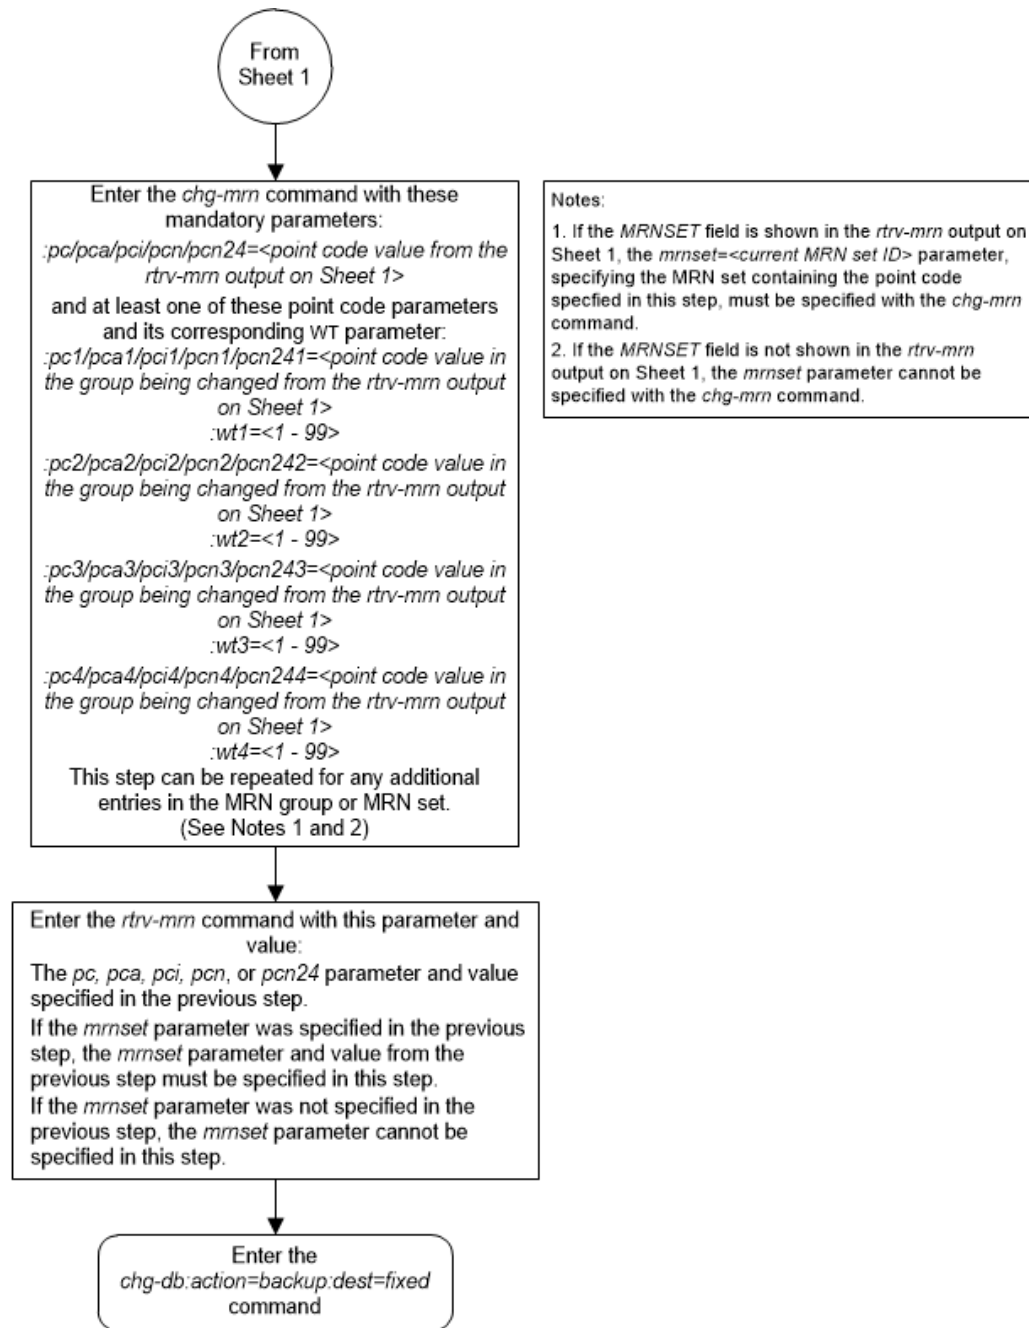 From
Sheet 1
Enter the chg-mrn command with these
mandatory parameters:
:pc/pca/pci/pcn/pcn24=<point code value from the
rtrv-mrn output on Sheet 1>
and at least one of these point code parameters
and its corresponding WT parameter:
:pc1/pca1/pci1/pcn1/pcn241=<point code value in
the group being changed from the rtrv-mrn output
on Sheet 1>
:wt1=<1 - 99>
:pc2/pca2/pci2/pcn2/pcn242=<point code value in
the group being changed from the rtrv-mrn output
on Sheet 1>
:wt2=<1 - 99>
:pc3/pca3/pci3/pcn3/pcn243=<point code value in
the group being changed from the rtrv-mrn output
on Sheet 1>
:wt3=<1 - 99>
:pc4/pca4/pci4/pcn4/pcn244=<point code value in
the group being changed from the rtrv-mrn output
on Sheet 1>
:wt4=<1 - 99>
This step can be repeated for any additional
entries in the MRN group or MRN set.
(See Notes 1 and 2)
Notes:
1. If the MRNSET field is shown in the rtrv-mrn output on
Sheet 1, the mrnset=<current MRN set ID> parameter,
specifying the MRN set containing the point code
specfied in this step, must be specified with the chg-mrn
command.
2. If the MRNSET field is not shown in the rtrv-mrn
output on Sheet 1, the mrnset parameter cannot be
specified with the chg-mrn command.
Enter the rtrv-mrn command with this parameter and
value:
The pc, pca, pci, pcn, or pcn24 parameter and value
specified in the previous step.
If the mrnset parameter was specified in the previous
step, the mrnset parameter and value from the
previous step must be specified in this step.
If the mrnset parameter was not specified in the
previous step, the mrnset parameter cannot be
specified in this step.
Enter the
chg-db:action=backup:dest=fixed
command